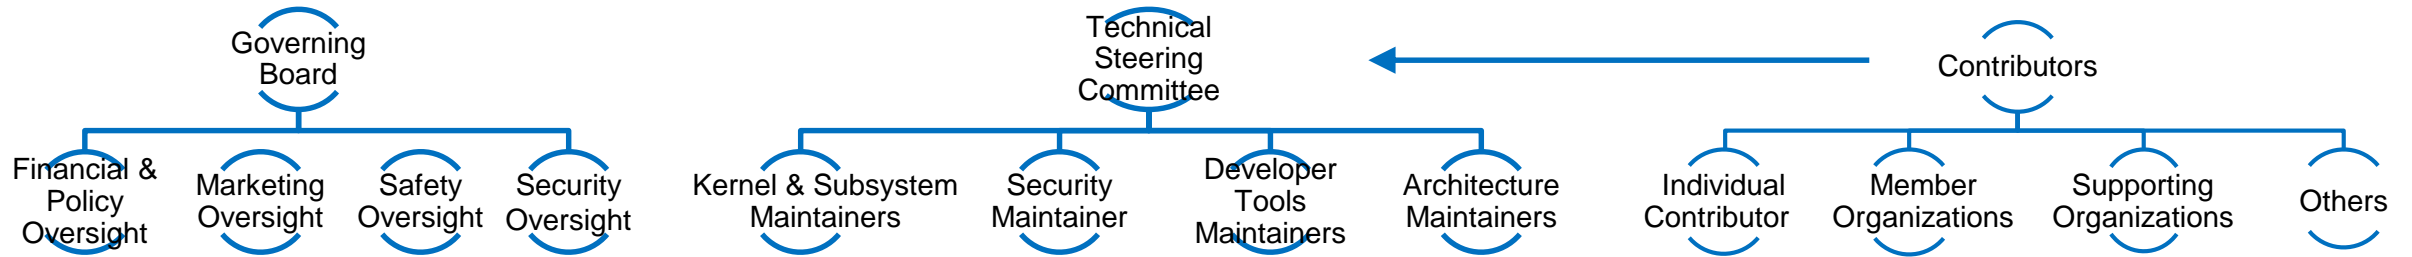 Governing
Board
Financial &
Policy
Oversight
Marketing
Oversight
Safety
Oversight
Security
Oversight
Technical
Steering
Committee
Kernel & Subsystem
Maintainers
Security
Maintainer
Developer
Tools
Maintainers
Architecture
Maintainers
Contributors
Individual
Contributor
Member
Organizations
Supporting
Organizations
Others